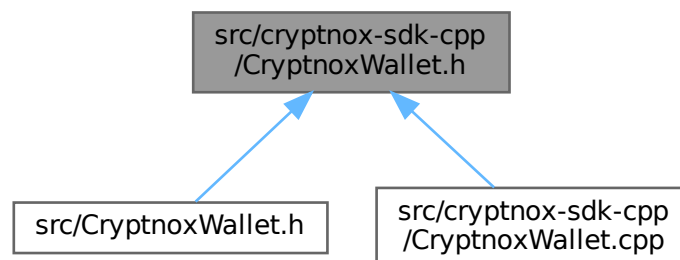 src/cryptnox-sdk-cpp
/CryptnoxWallet.h
src/CryptnoxWallet.h
src/cryptnox-sdk-cpp
/CryptnoxWallet.cpp